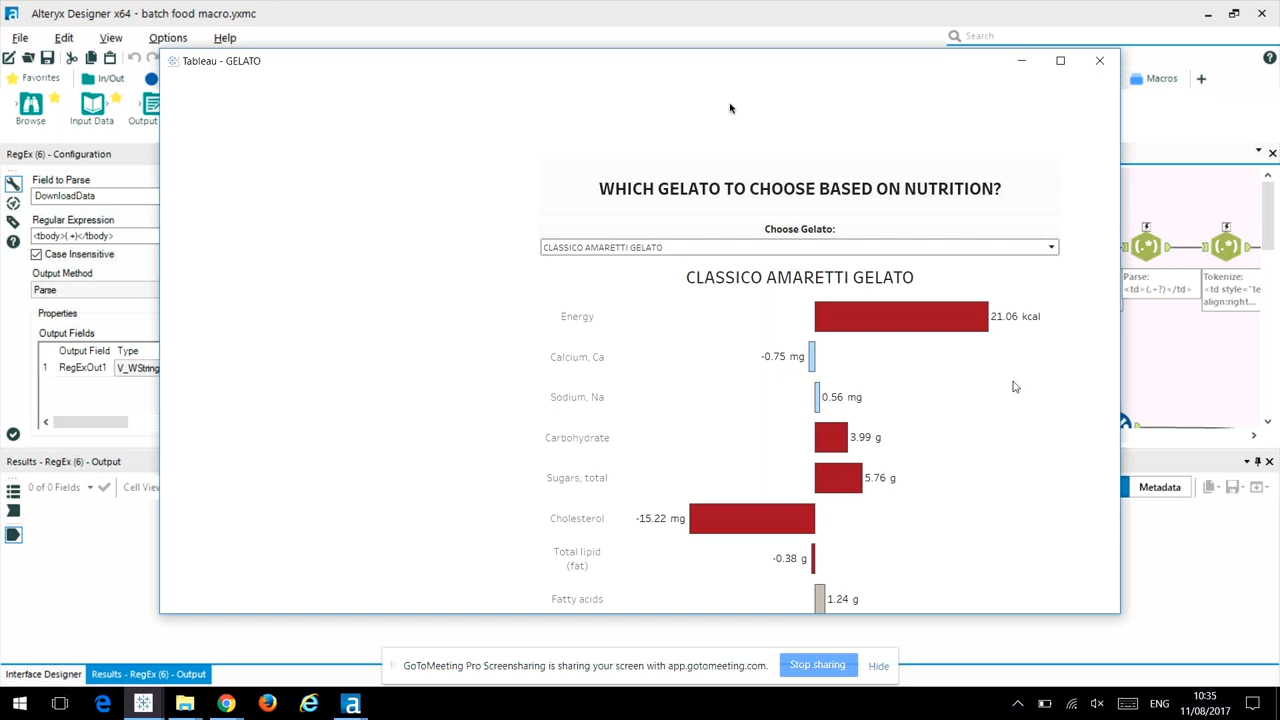 Alteryx Designer x64 - batch food macro.yxmc
File Edit View Options Help
Search
Favorites In/Out
Macros
Browse Input Data Output
Tableau - GELATO
RegEx (6) - Configuration
Field to Parse
DownloadData
Regular Expression
<tbody>(.+)</tbody>
Case Insensitive
Output Method
Parse
Properties
Output Fields
Output Field Type
1 RegExOut1 V_WString
WHICH GELATO TO CHOOSE BASED ON NUTRITION?
Choose Gelato:
CLASSICO AMARETTI GELATO
CLASSICO AMARETTI GELATO
Energy 21.06 kcal
Calcium, Ca -0.75 mg
Sodium, Na 0.56 mg
Carbohydrate 3.99 g
Sugars, total 5.76 g
Cholesterol -15.22 mg
Total lipid
(fat) -0.38 g
Fatty acids 1.24 g
Parse:
<td>(.+?)</td>
Tokenize:
<td style="te
align:right...
Results - RegEx (6) - Output
0 of 0 Fields Cell View
Metadata
GoToMeeting Pro Screensharing is sharing your screen with app.gotomeeting.com. Stop sharing Hide
Interface Designer Results - RegEx (6) - Output
ENG 10:35
11/08/2017